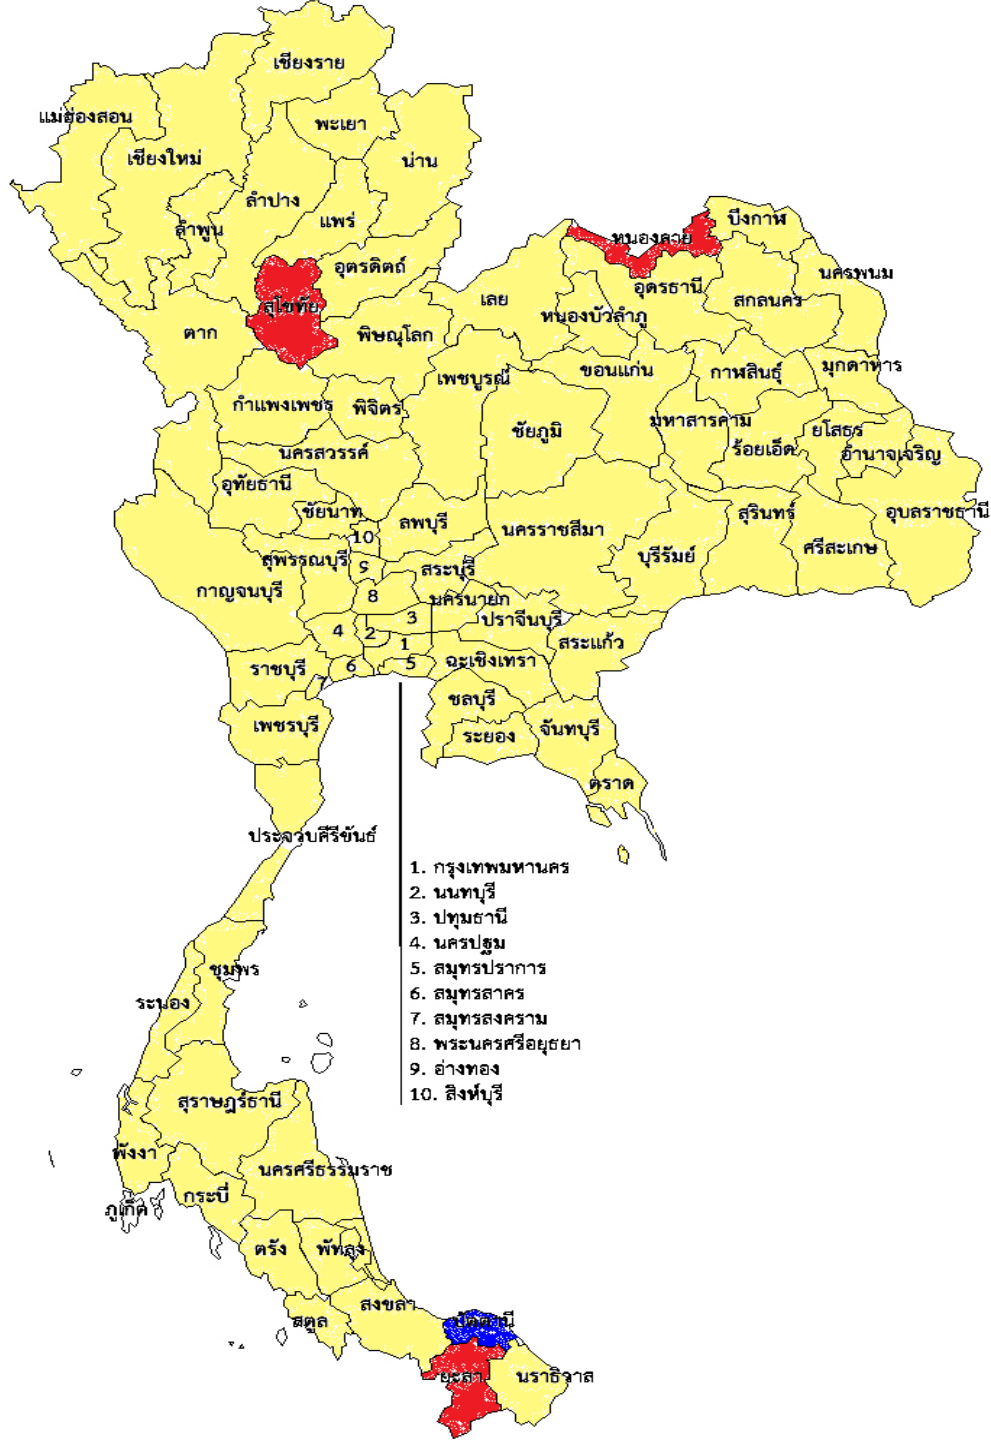 เชียงราย
แม่ฮ่องสอน
พะเยา
เชียงใหม่
น่าน
ลำปาง
แพร่
ลำพูน
บึงกาฬ
หนองคาย
อุตรดิตถ์
นครพนม
อุดรธานี
สกลนคร
เลย
สุโขทัย
หนองบัวลำภู
ตาก
พิษณุโลก
ขอนแก่น
กาฬสินธุ์
มุกดาหาร
เพชบูรณ์
กำแพงเพชร
พิจิตร
มหาสารคาม
ชัยภูมิ
ยโสธร
ร้อยเอ็ด
อำนาจเจริญ
นครสวรรค์
อุทัยธานี
ชัยนาท
ลพบุรี
นครราชสีมา
สุรินทร์
อุบลราชธานี
10
ศรีสะเกษ
บุรีรัมย์
สุพรรณบุรี
9
สระบุรี
กาญจนบุรี
8
นครนายก
ปราจีนบุรี
3
4
2
1
สระแก้ว
ราชบุรี
6
5
ฉะเชิงเทรา
7
ชลบุรี
เพชรบุรี
ระยอง
จันทบุรี
ตราด
ประจวบคีรีขันธ์
1. กรุงเทพมหานคร
2. นนทบุรี
3. ปทุมธานี
4. นครปฐม
5. สมุทรปราการ
6. สมุทรสาคร
7. สมุทรสงคราม
8. พระนครศรีอยุธยา
9. อ่างทอง
10. สิงห์บุรี
ชุมพร
ระนอง
สุราษฎร์ธานี
พังงา
นครศรีธรรมราช
กระบี่
ภูเก็ต
ตรัง
พัทลุง
สงขลา
สตูล
ปัตตานี
ยะลา
นราธิวาส